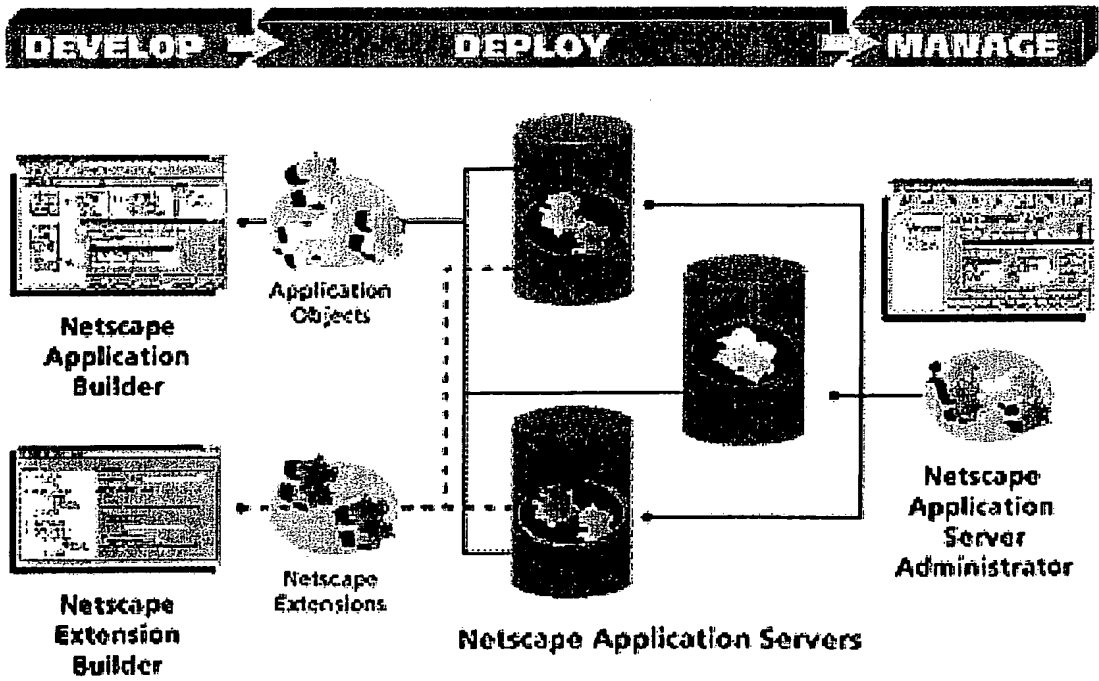 DEVELOP
DEPLOY
MANAGE
Application
Objects
Netscape
Application
Builder
Netscape
Extensions
Netscape
Extension
Builder
Netscape Application Servers
Netscape
Application
Server
Administrator